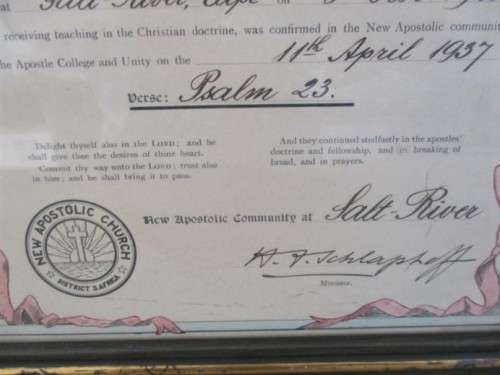 at Salt River, Cape on
receiving teaching in the Christian doctrine, was confirmed in the New Apostolic communit
he Apostle College and Unity on the 11th April 1937
Verse: Psalm 23.
Delight thyself also in the LORD; and he
shall give thee the desires of thine heart.
Commit thy way unto the LORD; trust also
in him; and he shall bring it to pass.
And they continued stedfastly in the apostles'
doctrine and fellowship, and in breaking of
bread, and in prayers.
New Apostolic Community at Salt-River
H. F. Schlaphoff
Minister.
NEW APOSTOLIC CHURCH
DISTRICT S. AFRICA